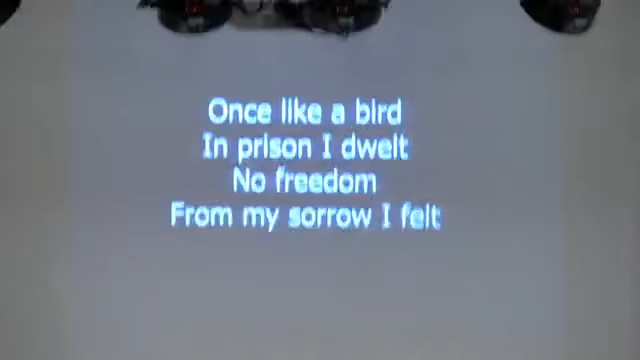 Once like a bird
In prison I dwelt
No freedom
From my sorrow I felt